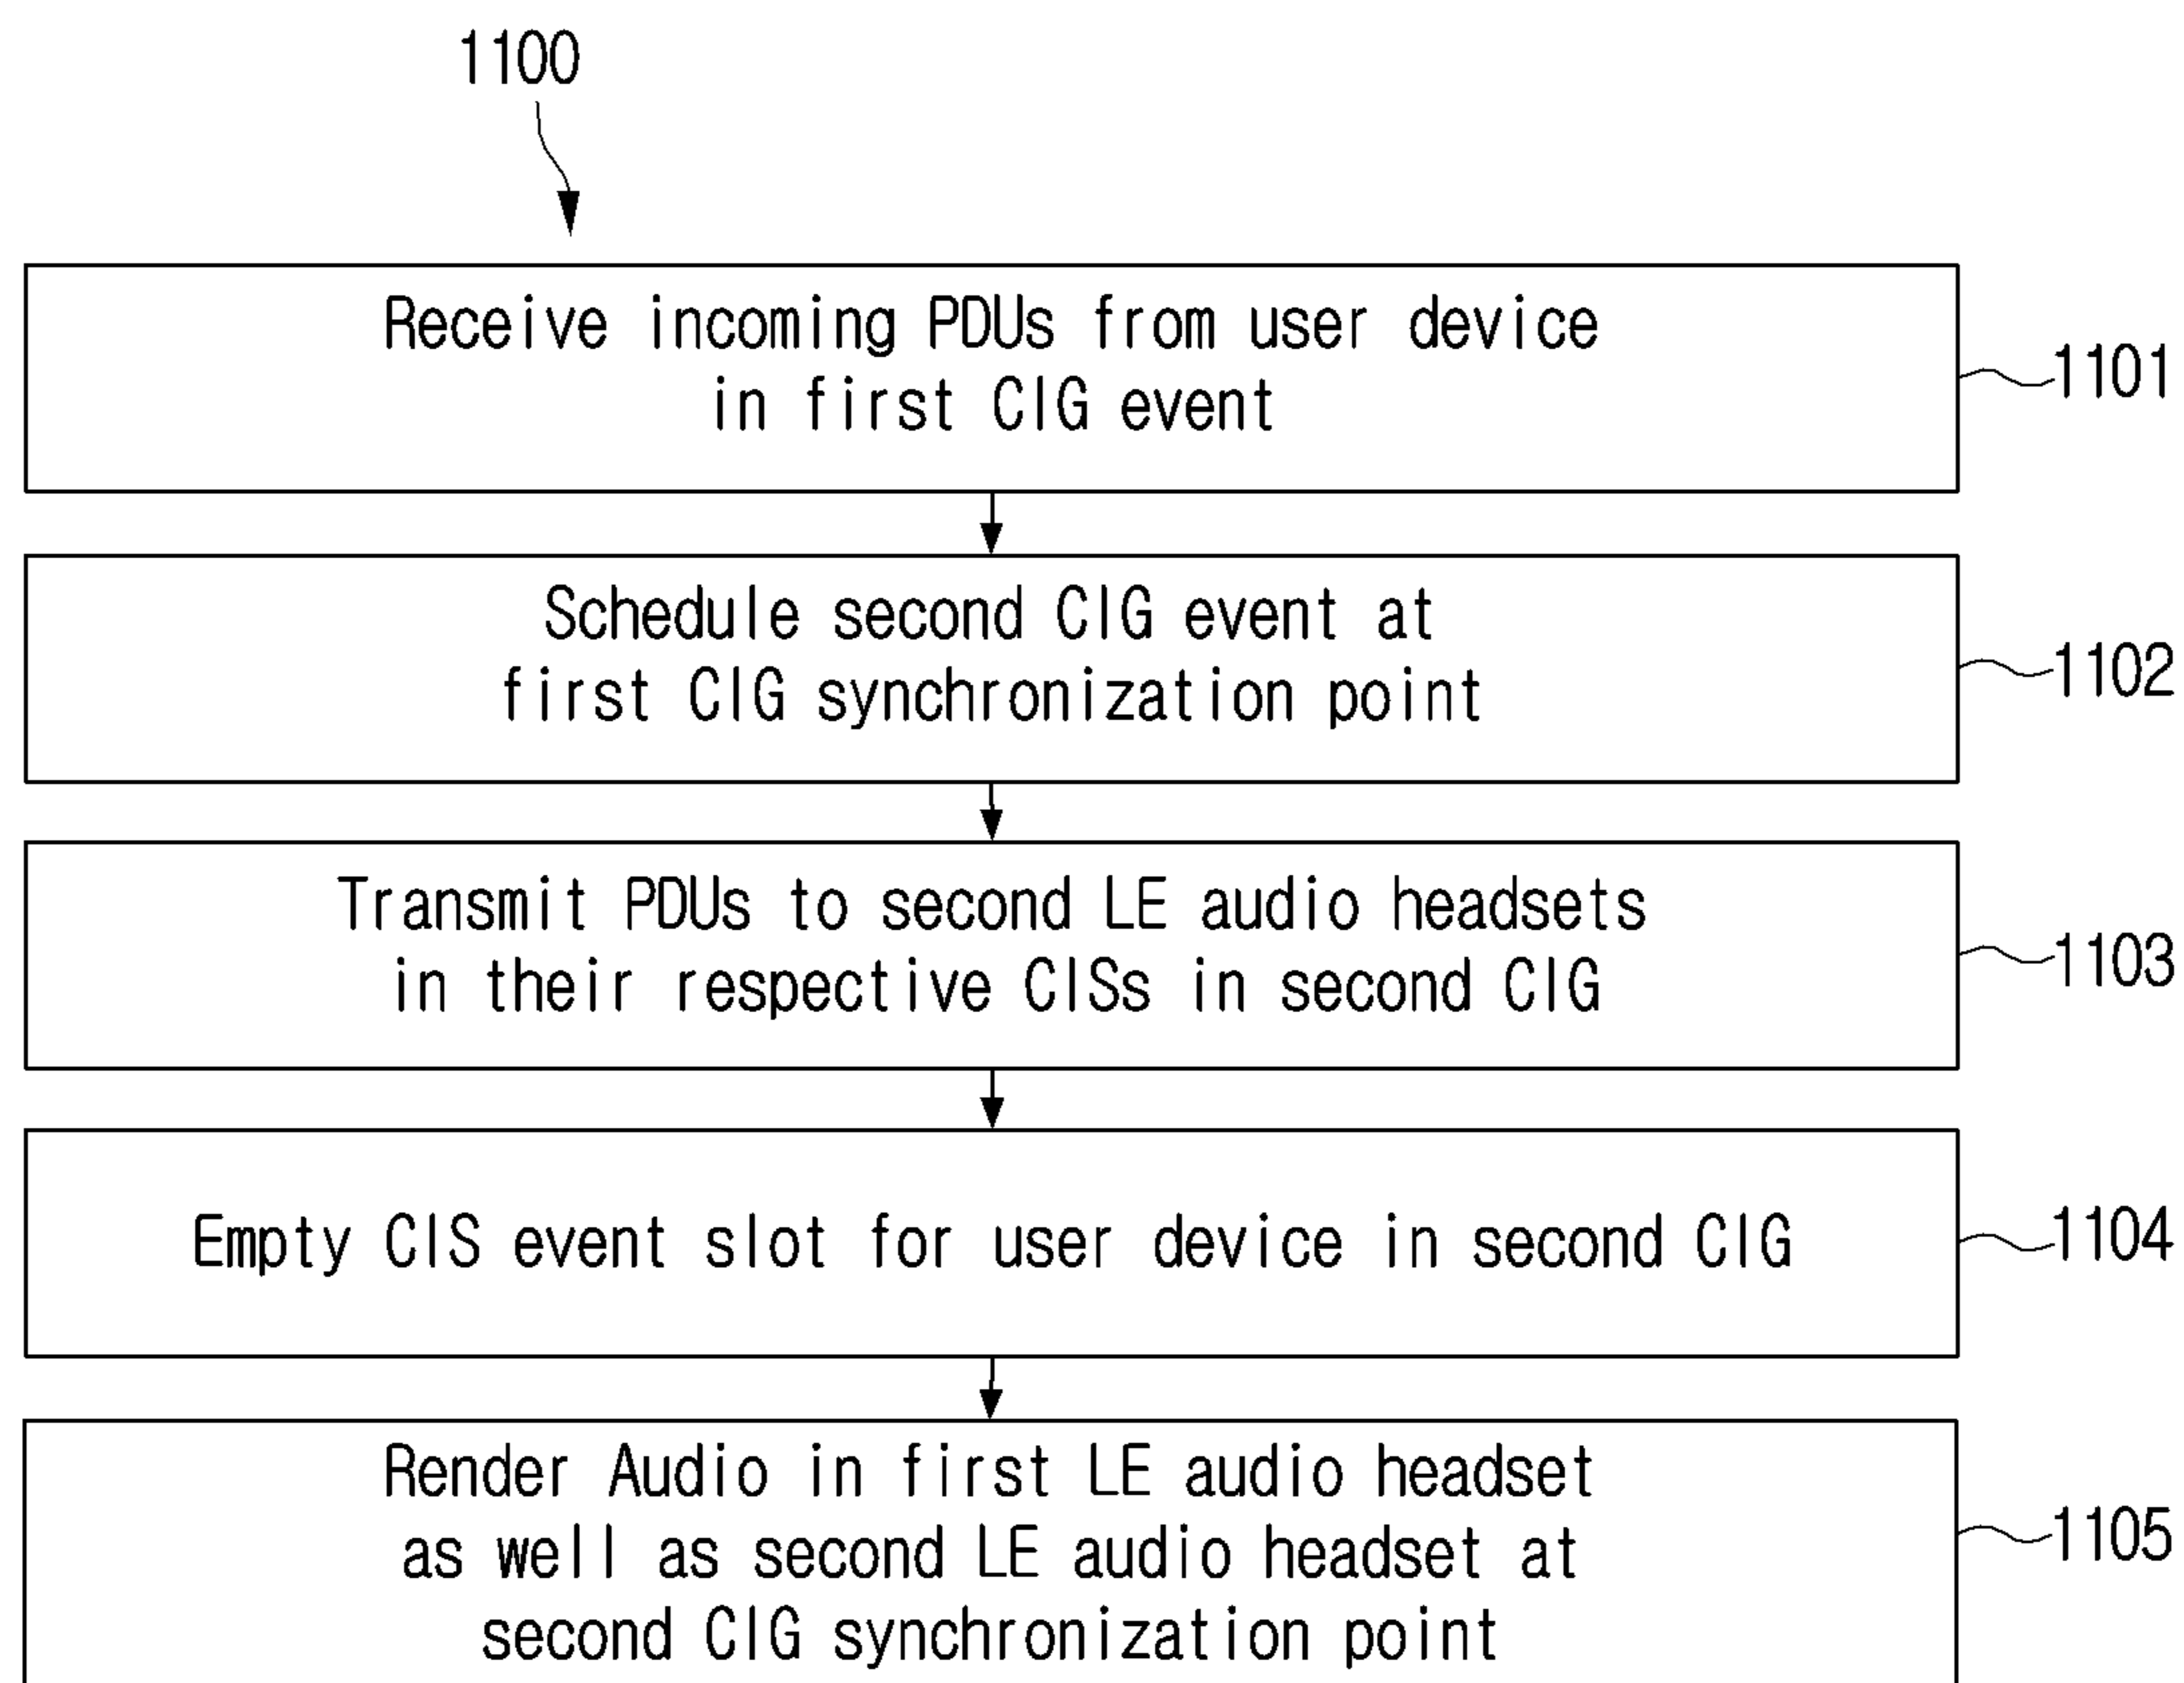 1100
Receive incoming PDUs from user device
in first CIG event
1101
Schedule second CIG event at
first CIG synchronization point
1102
Transmit PDUs to second LE audio headsets
in their respective CISs in second CIG
1103
Empty CIS event slot for user device in second CIG
1104
Render Audio in first LE audio headset
as well as second LE audio headset at
second CIG synchronization point
1105